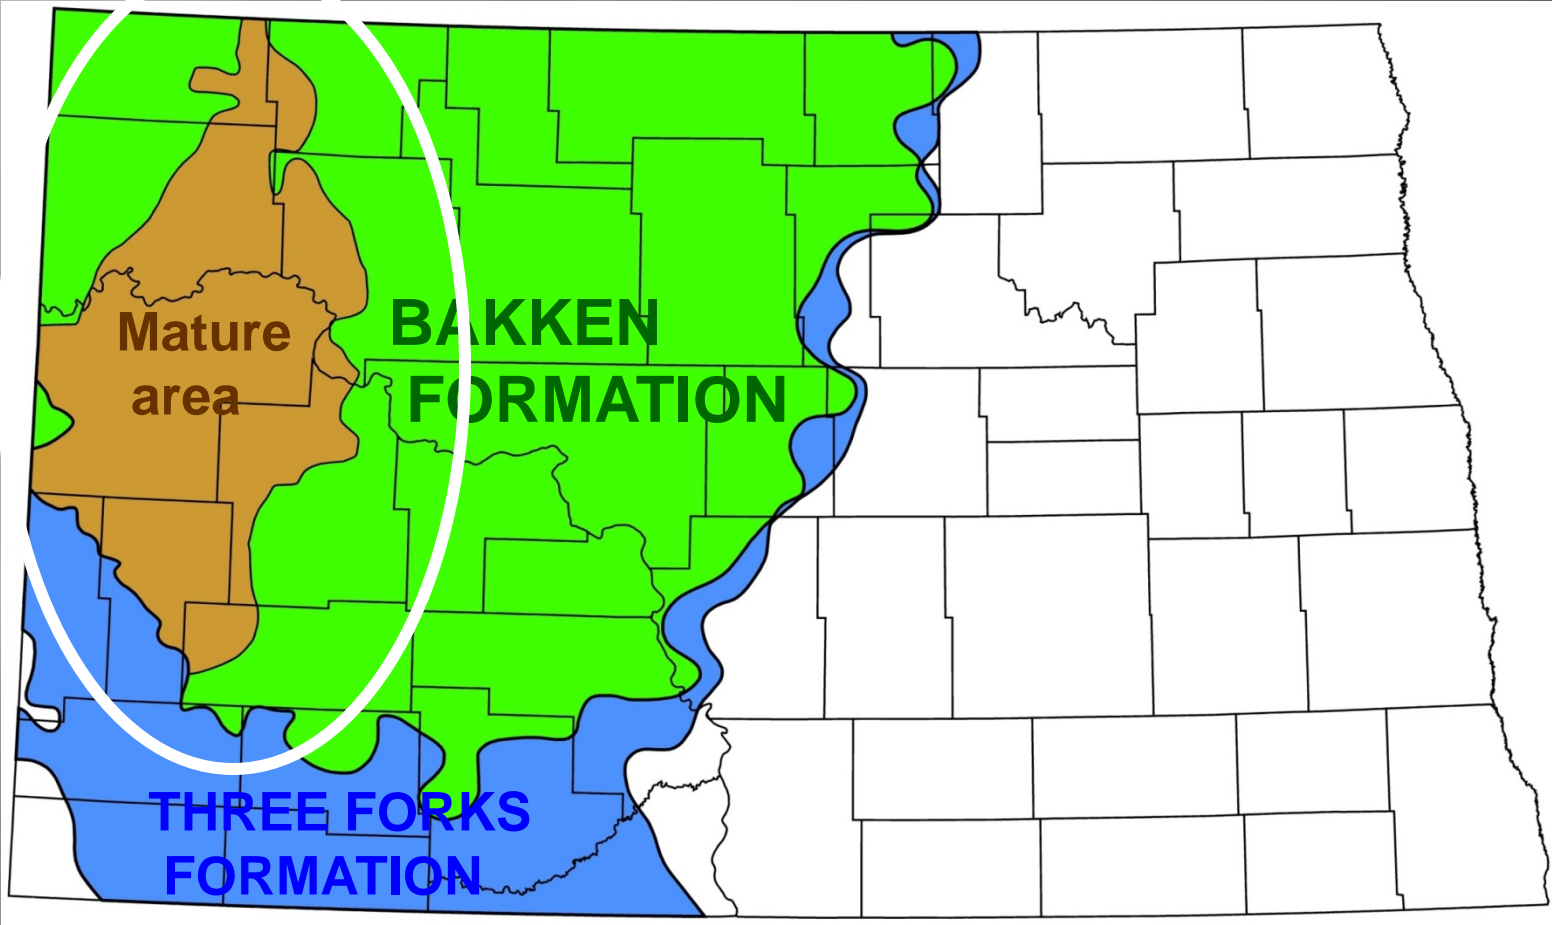 Mature
area
BAKKEN
FORMATION
THREE FORKS
FORMATION